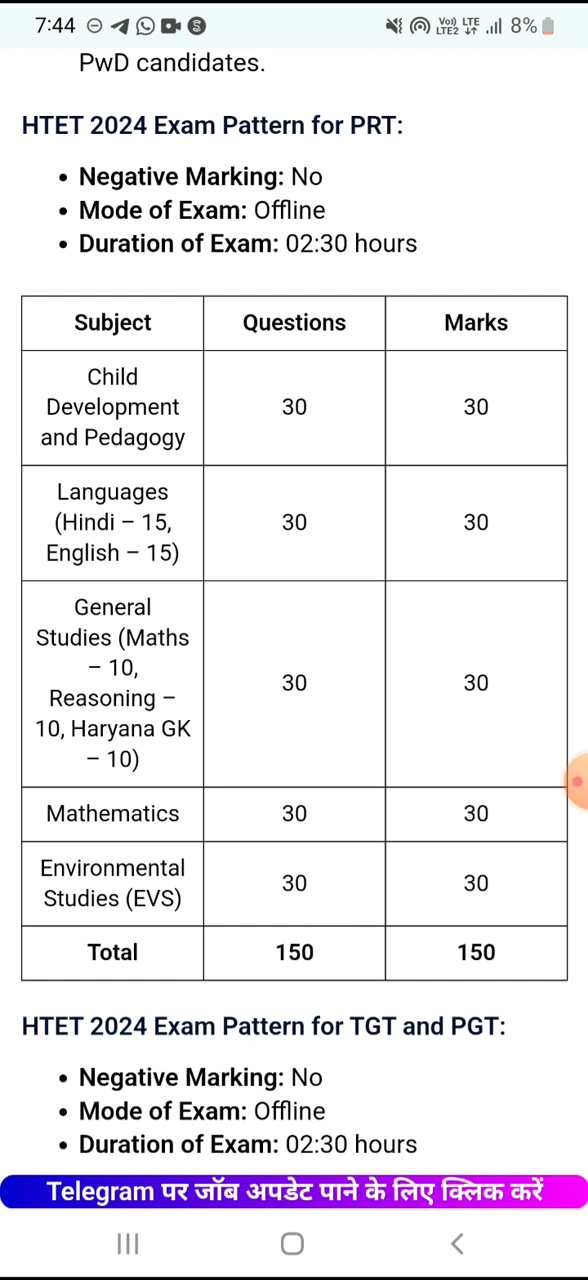 7:44 Vo)) LTE 8%
LTE2
PwD candidates.
HTET 2024 Exam Pattern for PRT:
• Negative Marking: No
• Mode of Exam: Offline
• Duration of Exam: 02:30 hours
Subject Questions Marks
Child
Development 30 30
and Pedagogy
Languages
(Hindi – 15, 30 30
English – 15)
General
Studies (Maths
– 10, 30 30
Reasoning –
10, Haryana GK
– 10)
Mathematics 30 30
Environmental
Studies (EVS) 30 30
Total 150 150
HTET 2024 Exam Pattern for TGT and PGT:
• Negative Marking: No
• Mode of Exam: Offline
• Duration of Exam: 02:30 hours
Telegram पर जॉब अपडेट पाने के लिए क्लिक करें